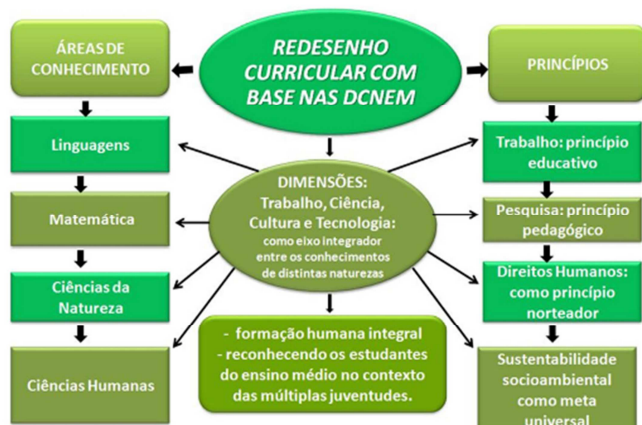 ÁREAS DE
CONHECIMENTO
Linguagens
Matemática
Ciências da
Natureza
Ciências Humanas
REDESENHO
CURRICULAR COM
BASE NAS DCNEM
DIMENSÕES:
Trabalho, Ciência,
Cultura e Tecnologia:
como eixo integrador
entre os conhecimentos
de distintas naturezas
- formação humana integral
- reconhecendo os estudantes
do ensino médio no contexto
das múltiplas juventudes.
PRINCÍPIOS
Trabalho: princípio
educativo
Pesquisa: princípio
pedagógico
Direitos Humanos:
como princípio
norteador
Sustentabilidade
socioambiental
como meta
universal